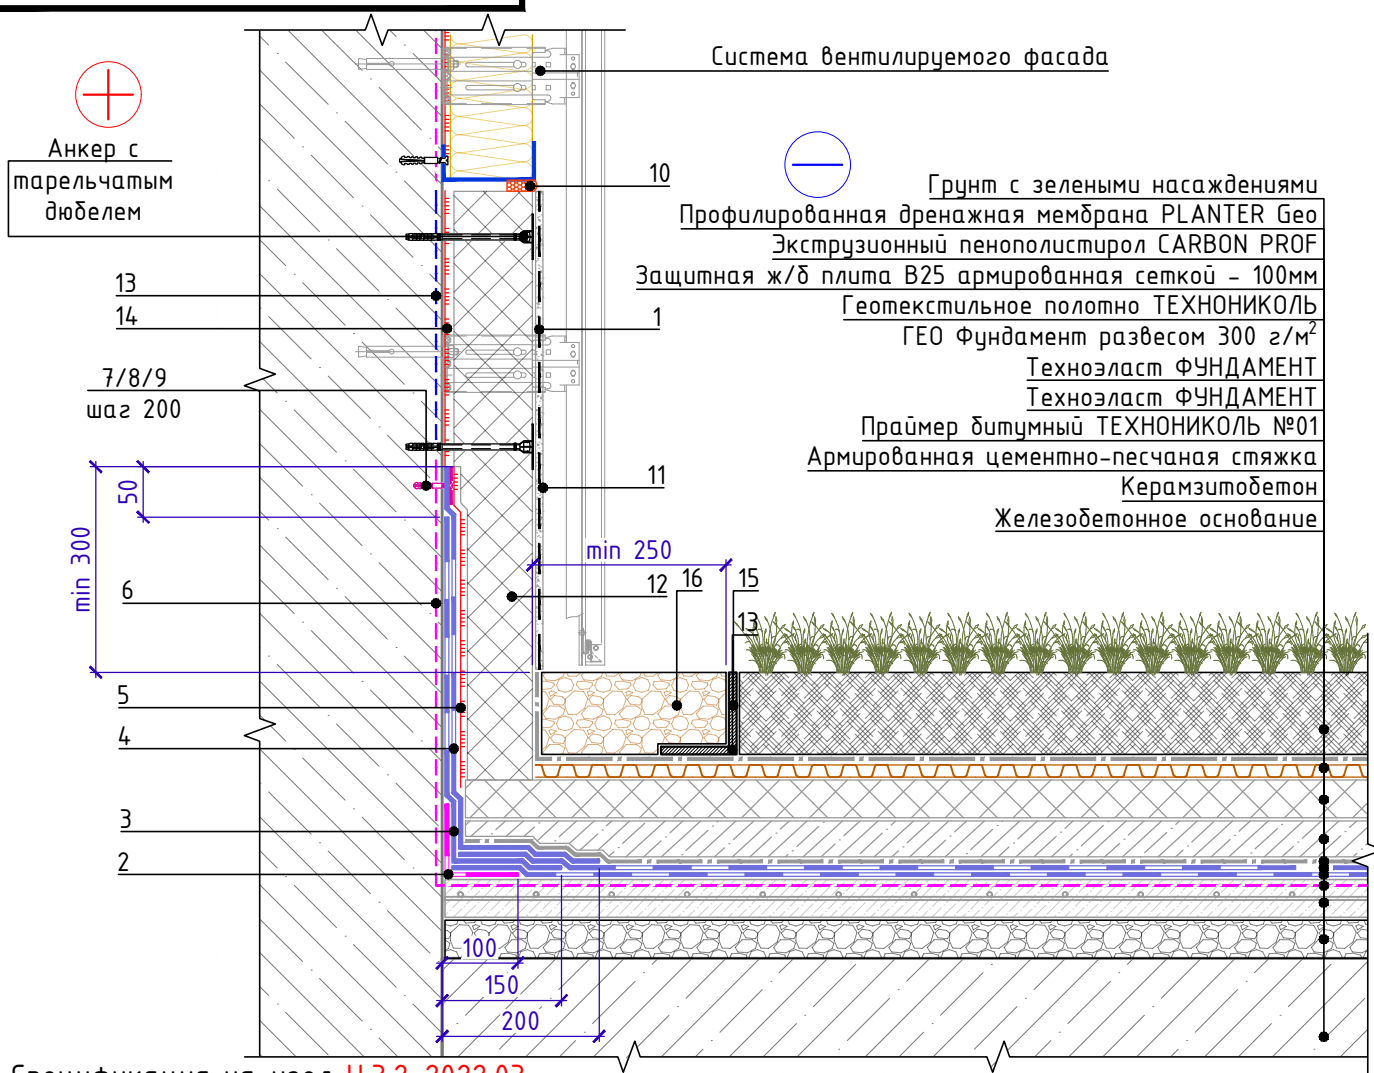 Система вентилируемого фасада
Анкер с
тарельчатым
дюбелем
10
Грунт с зелеными насаждениями
Профилированная дренажная мембрана PLANTER Geo
Экструзионный пенополистирол CARBON PROF
Защитная ж/б плита В25 армированная сеткой - 100мм
Геотекстильное полотно ТЕХНОНИКОЛЬ
ГЕО Фундамент развесом 300 г/м²
Техноэласт ФУНДАМЕНТ
Техноэласт ФУНДАМЕНТ
Праймер битумный ТЕХНОНИКОЛЬ №01
Армированная цементно-песчаная стяжка
Керамзитобетон
Железобетонное основание
13
14
1
7/8/9
шаг 200
11
50
min 300
min 250
12
16
15
13
6
5
4
3
2
100
150
200